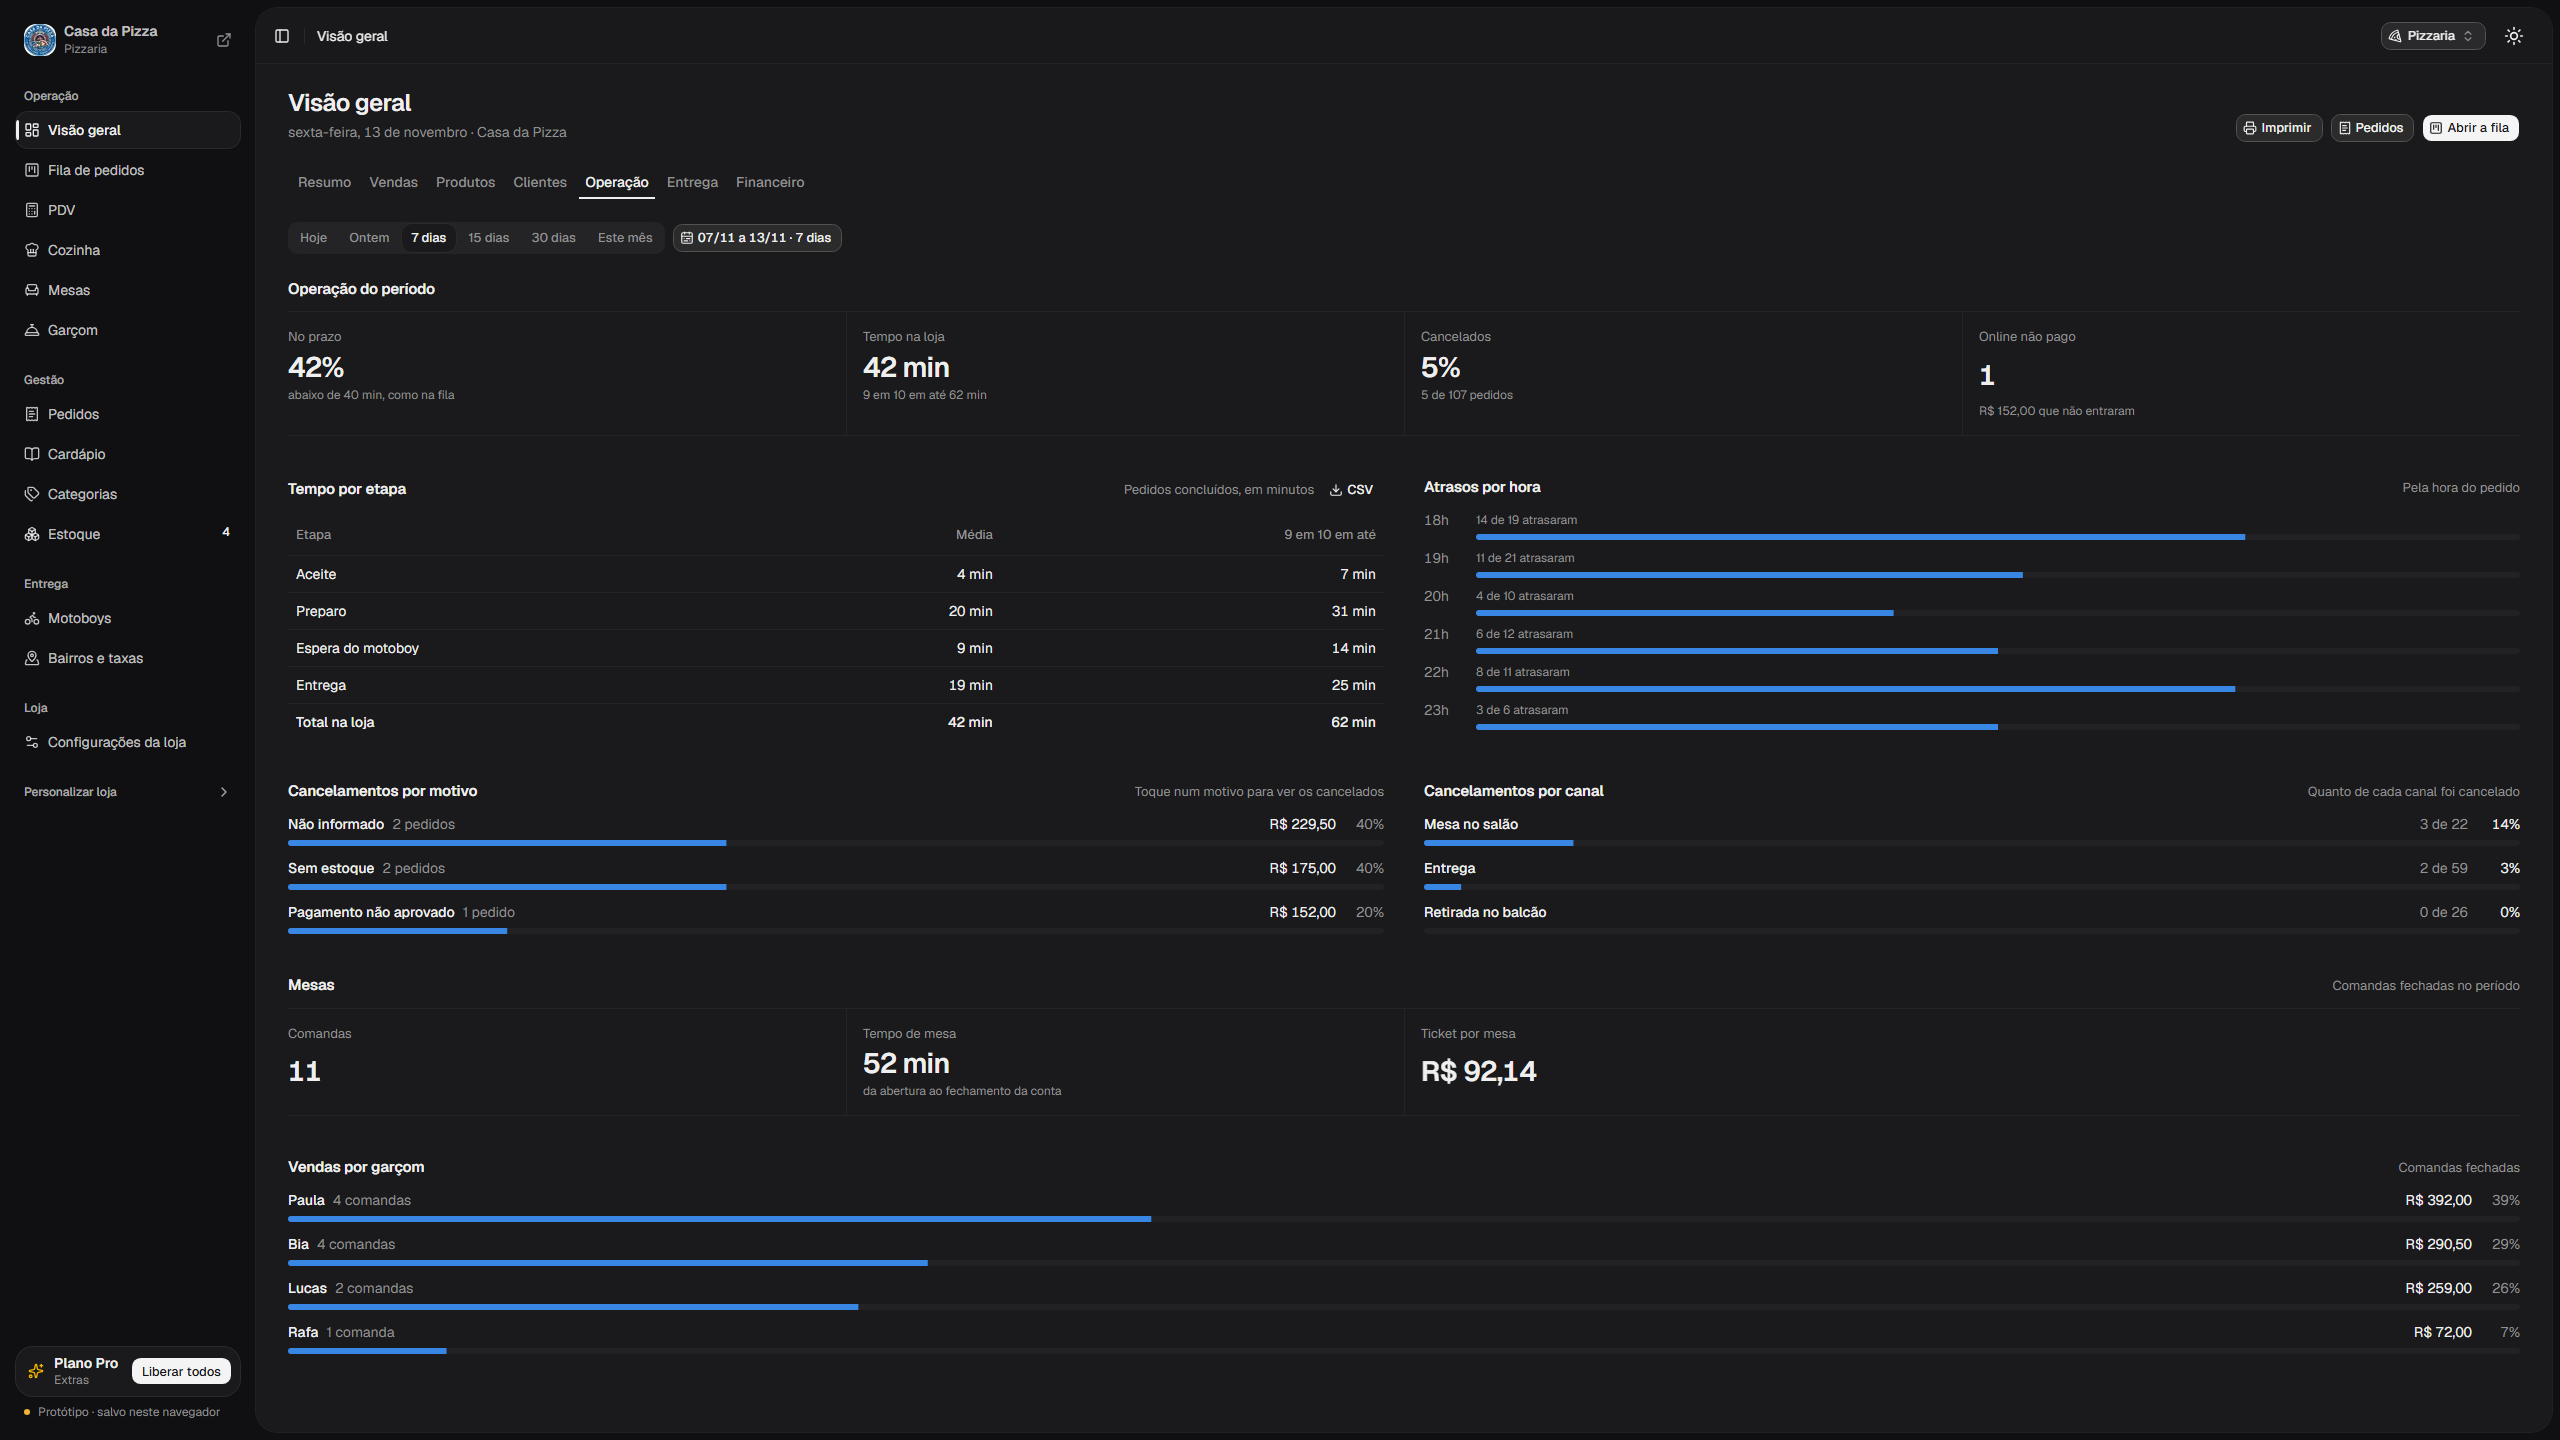 Casa da Pizza
Pizzaria
Operação
Visão geral
Fila de pedidos
PDV
Cozinha
Mesas
Garçom
Gestão
Pedidos
Cardápio
Categorias
Estoque 4
Entrega
Motoboys
Bairros e taxas
Loja
Configurações da loja
Personalizar loja
Plano Pro
Extras
Liberar todos
Protótipo · salvo neste navegador
Visão geral
Pizzaria
Visão geral
sexta-feira, 13 de novembro · Casa da Pizza
Imprimir Pedidos Abrir a fila
Resumo Vendas Produtos Clientes Operação Entrega Financeiro
Hoje Ontem 7 dias 15 dias 30 dias Este mês 07/11 a 13/11 · 7 dias
Operação do período
No prazo
42%
abaixo de 40 min, como na fila
Tempo na loja
42 min
9 em 10 em até 62 min
Cancelados
5%
5 de 107 pedidos
Online não pago
1
R$ 152,00 que não entraram
Tempo por etapa
Pedidos concluídos, em minutos CSV
Etapa Média 9 em 10 em até
Aceite 4 min 7 min
Preparo 20 min 31 min
Espera do motoboy 9 min 14 min
Entrega 19 min 25 min
Total na loja 42 min 62 min
Atrasos por hora
Pela hora do pedido
18h 14 de 19 atrasaram
19h 11 de 21 atrasaram
20h 4 de 10 atrasaram
21h 6 de 12 atrasaram
22h 8 de 11 atrasaram
23h 3 de 6 atrasaram
Cancelamentos por motivo
Toque num motivo para ver os cancelados
Não informado 2 pedidos R$ 229,50 40%
Sem estoque 2 pedidos R$ 175,00 40%
Pagamento não aprovado 1 pedido R$ 152,00 20%
Cancelamentos por canal
Quanto de cada canal foi cancelado
Mesa no salão 3 de 22 14%
Entrega 2 de 59 3%
Retirada no balcão 0 de 26 0%
Mesas
Comandas fechadas no período
Comandas
11
Tempo de mesa
52 min
da abertura ao fechamento da conta
Ticket por mesa
R$ 92,14
Vendas por garçom
Comandas fechadas
Paula 4 comandas R$ 392,00 39%
Bia 4 comandas R$ 290,50 29%
Lucas 2 comandas R$ 259,00 26%
Rafa 1 comanda R$ 72,00 7%